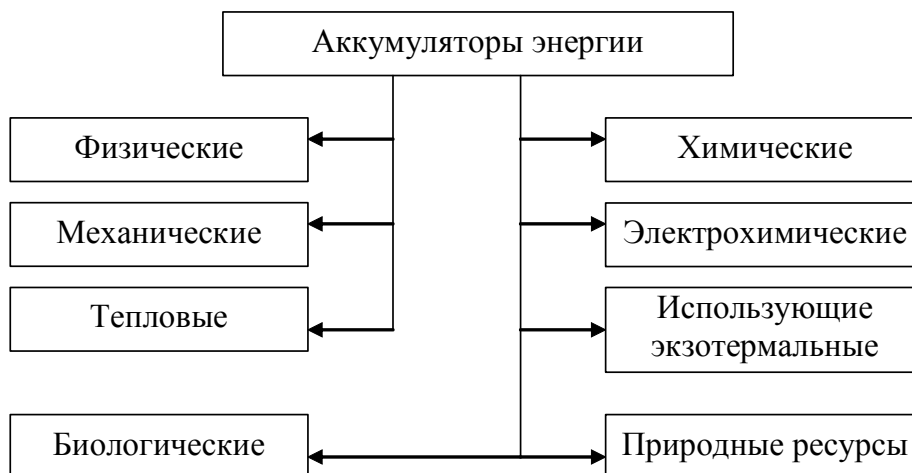 Аккумуляторы энергии
Физические
Химические
Механические
Электрохимические
Тепловые
Использующие
экзотермальные
Биологические
Природные ресурсы